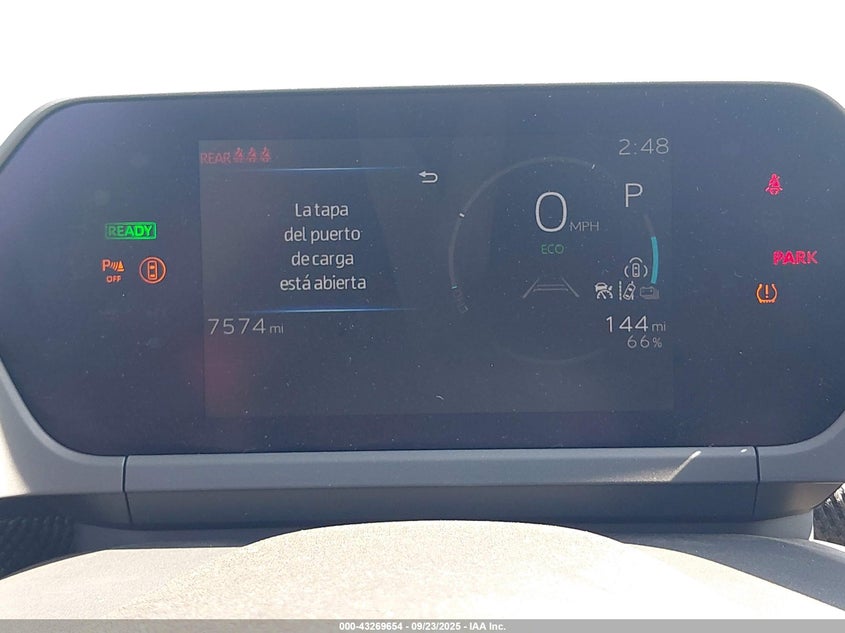 REAR
2:48
P
La tapa
del puerto
de carga
está abierta
0 MPH
ECO
READY
P OFF
PARK
7574 mi
144 mi
66%
000-43269654 - 09/23/2025 - IAA Inc.